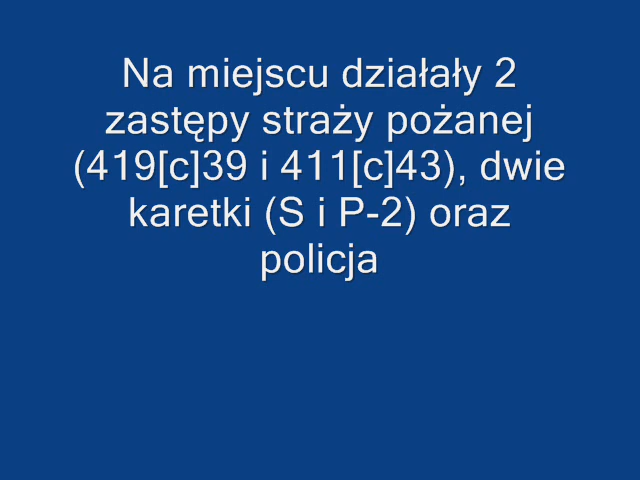 Na miejscu działały 2
zastępy straży pożanej
(419[c]39 i 411[c]43), dwie
karetki (S i P-2) oraz
policja